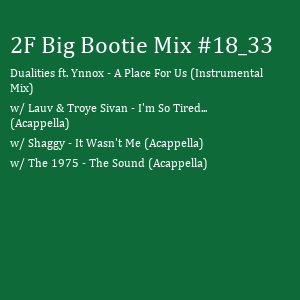 2F Big Bootie Mix #18_33
Dualities ft. Ynnox - A Place For Us (Instrumental
Mix)
w/ Lauv & Troye Sivan - I'm So Tired...
(Acappella)
w/ Shaggy - It Wasn't Me (Acappella)
w/ The 1975 - The Sound (Acappella)